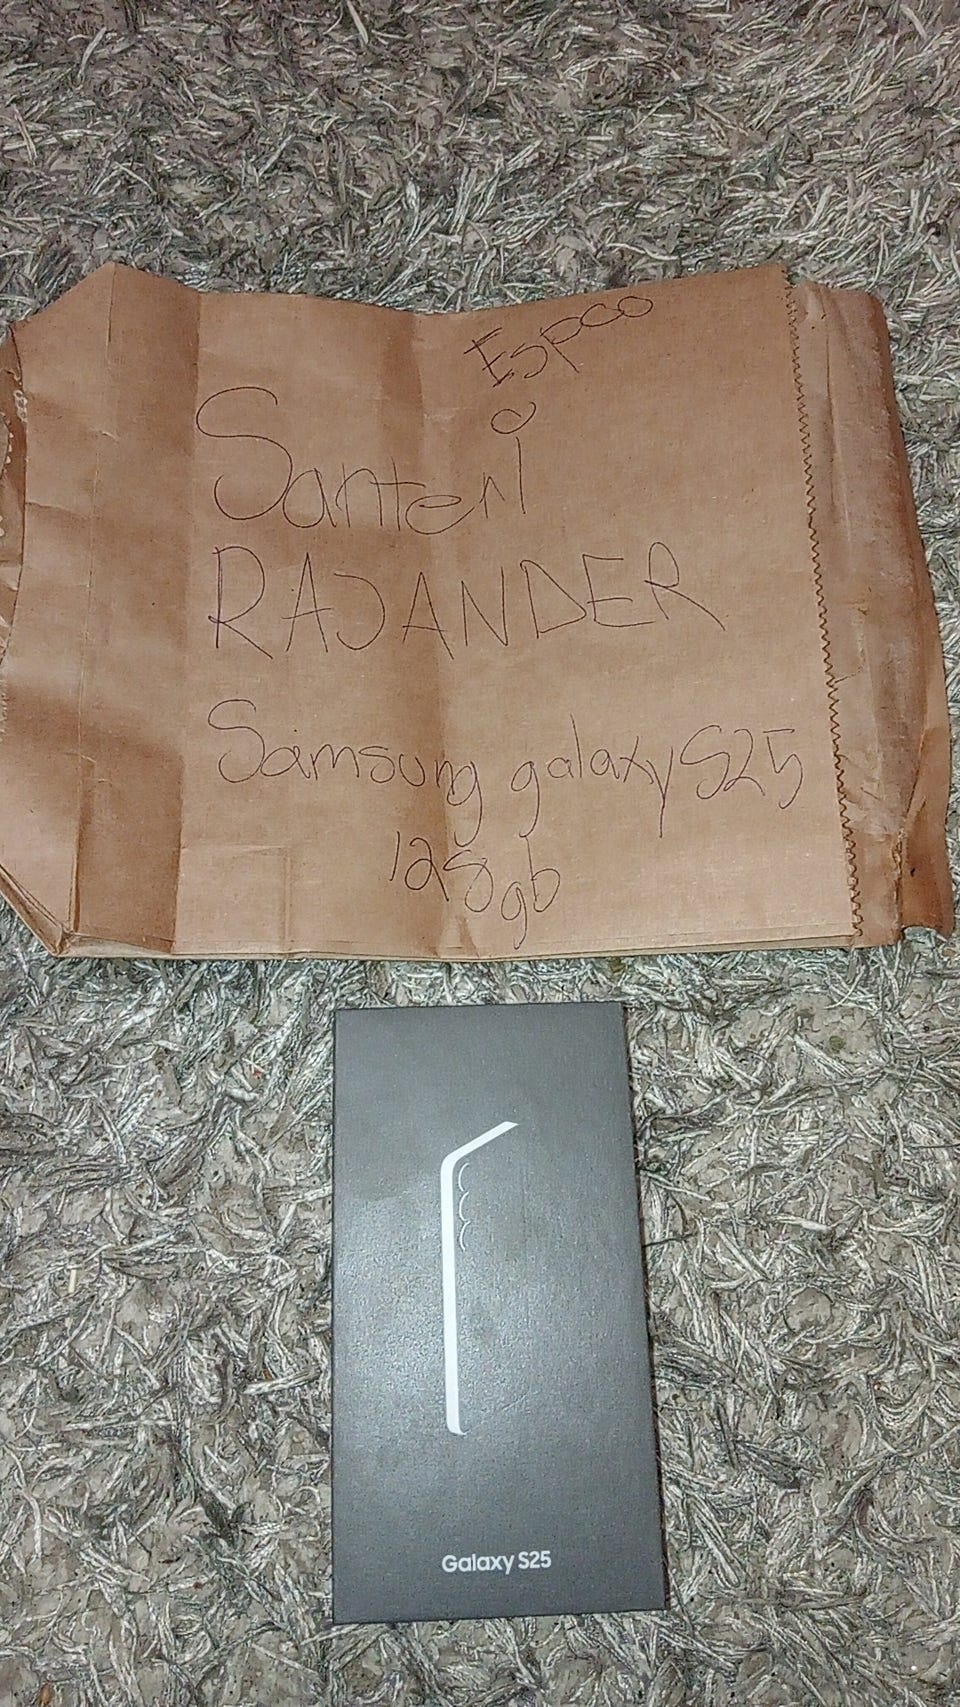 Espoo
Santeri
RAJANDER
Samsung galaxy S25
128gb
Galaxy S25